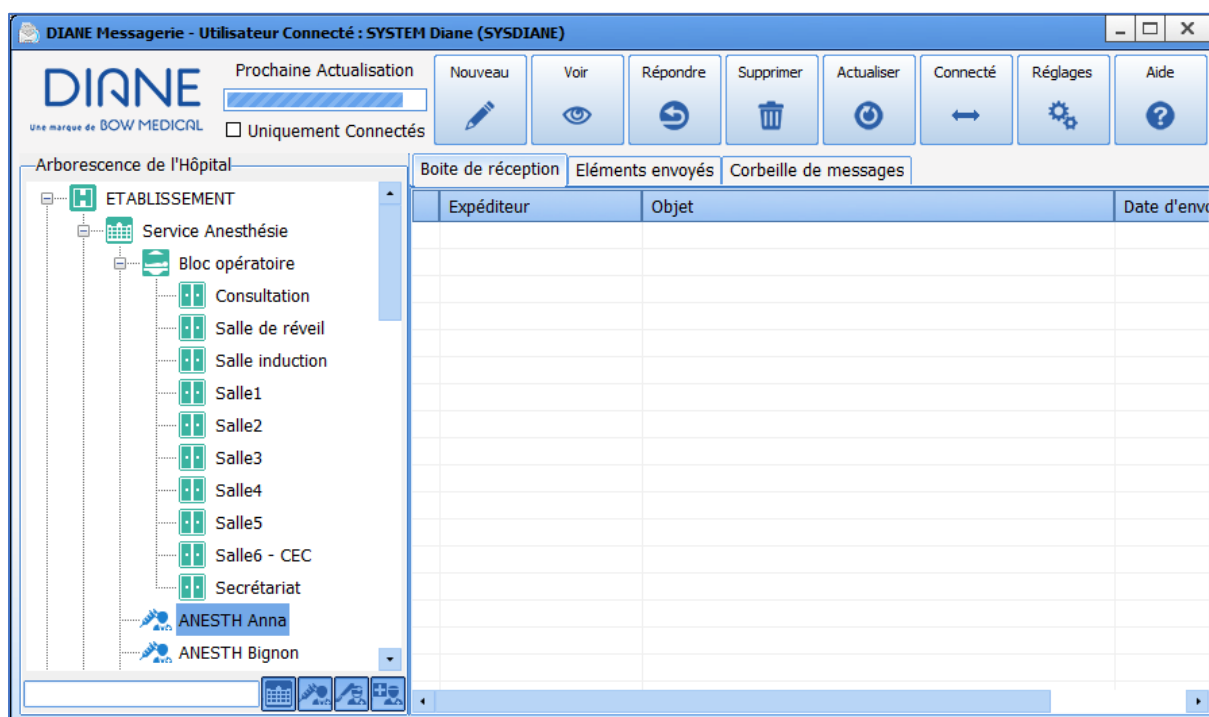 DIANE Messagerie - Utilisateur Connecté : SYSTEM Diane (SYSDIANE)
DIANE
Une marque de BOW MEDICAL
Prochaine Actualisation
Uniquement Connectés
Nouveau
Voir
Répondre
Supprimer
Actualiser
Connecté
Réglages
Aide
Arborescence de l'Hôpital
ETABLISSEMENT
Service Anesthésie
Bloc opératoire
Consultation
Salle de réveil
Salle induction
Salle1
Salle2
Salle3
Salle4
Salle5
Salle6 - CEC
Secrétariat
ANESTH Anna
ANESTH Bignon
Boite de réception
Eléments envoyés
Corbeille de messages
Expéditeur
Objet
Date d'envo